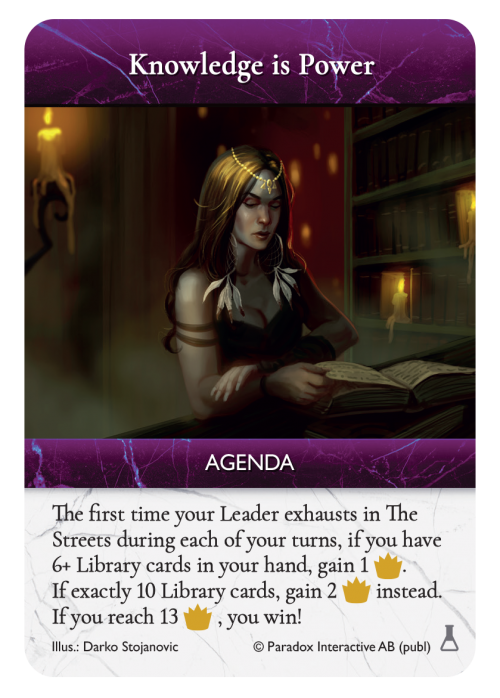 Knowledge is Power
AGENDA
The first time your Leader exhausts in The
Streets during each of your turns, if you have
6+ Library cards in your hand, gain 1 .
If exactly 10 Library cards, gain 2 instead.
If you reach 13 , you win!
Illus.: Darko Stojanovic © Paradox Interactive AB (publ)